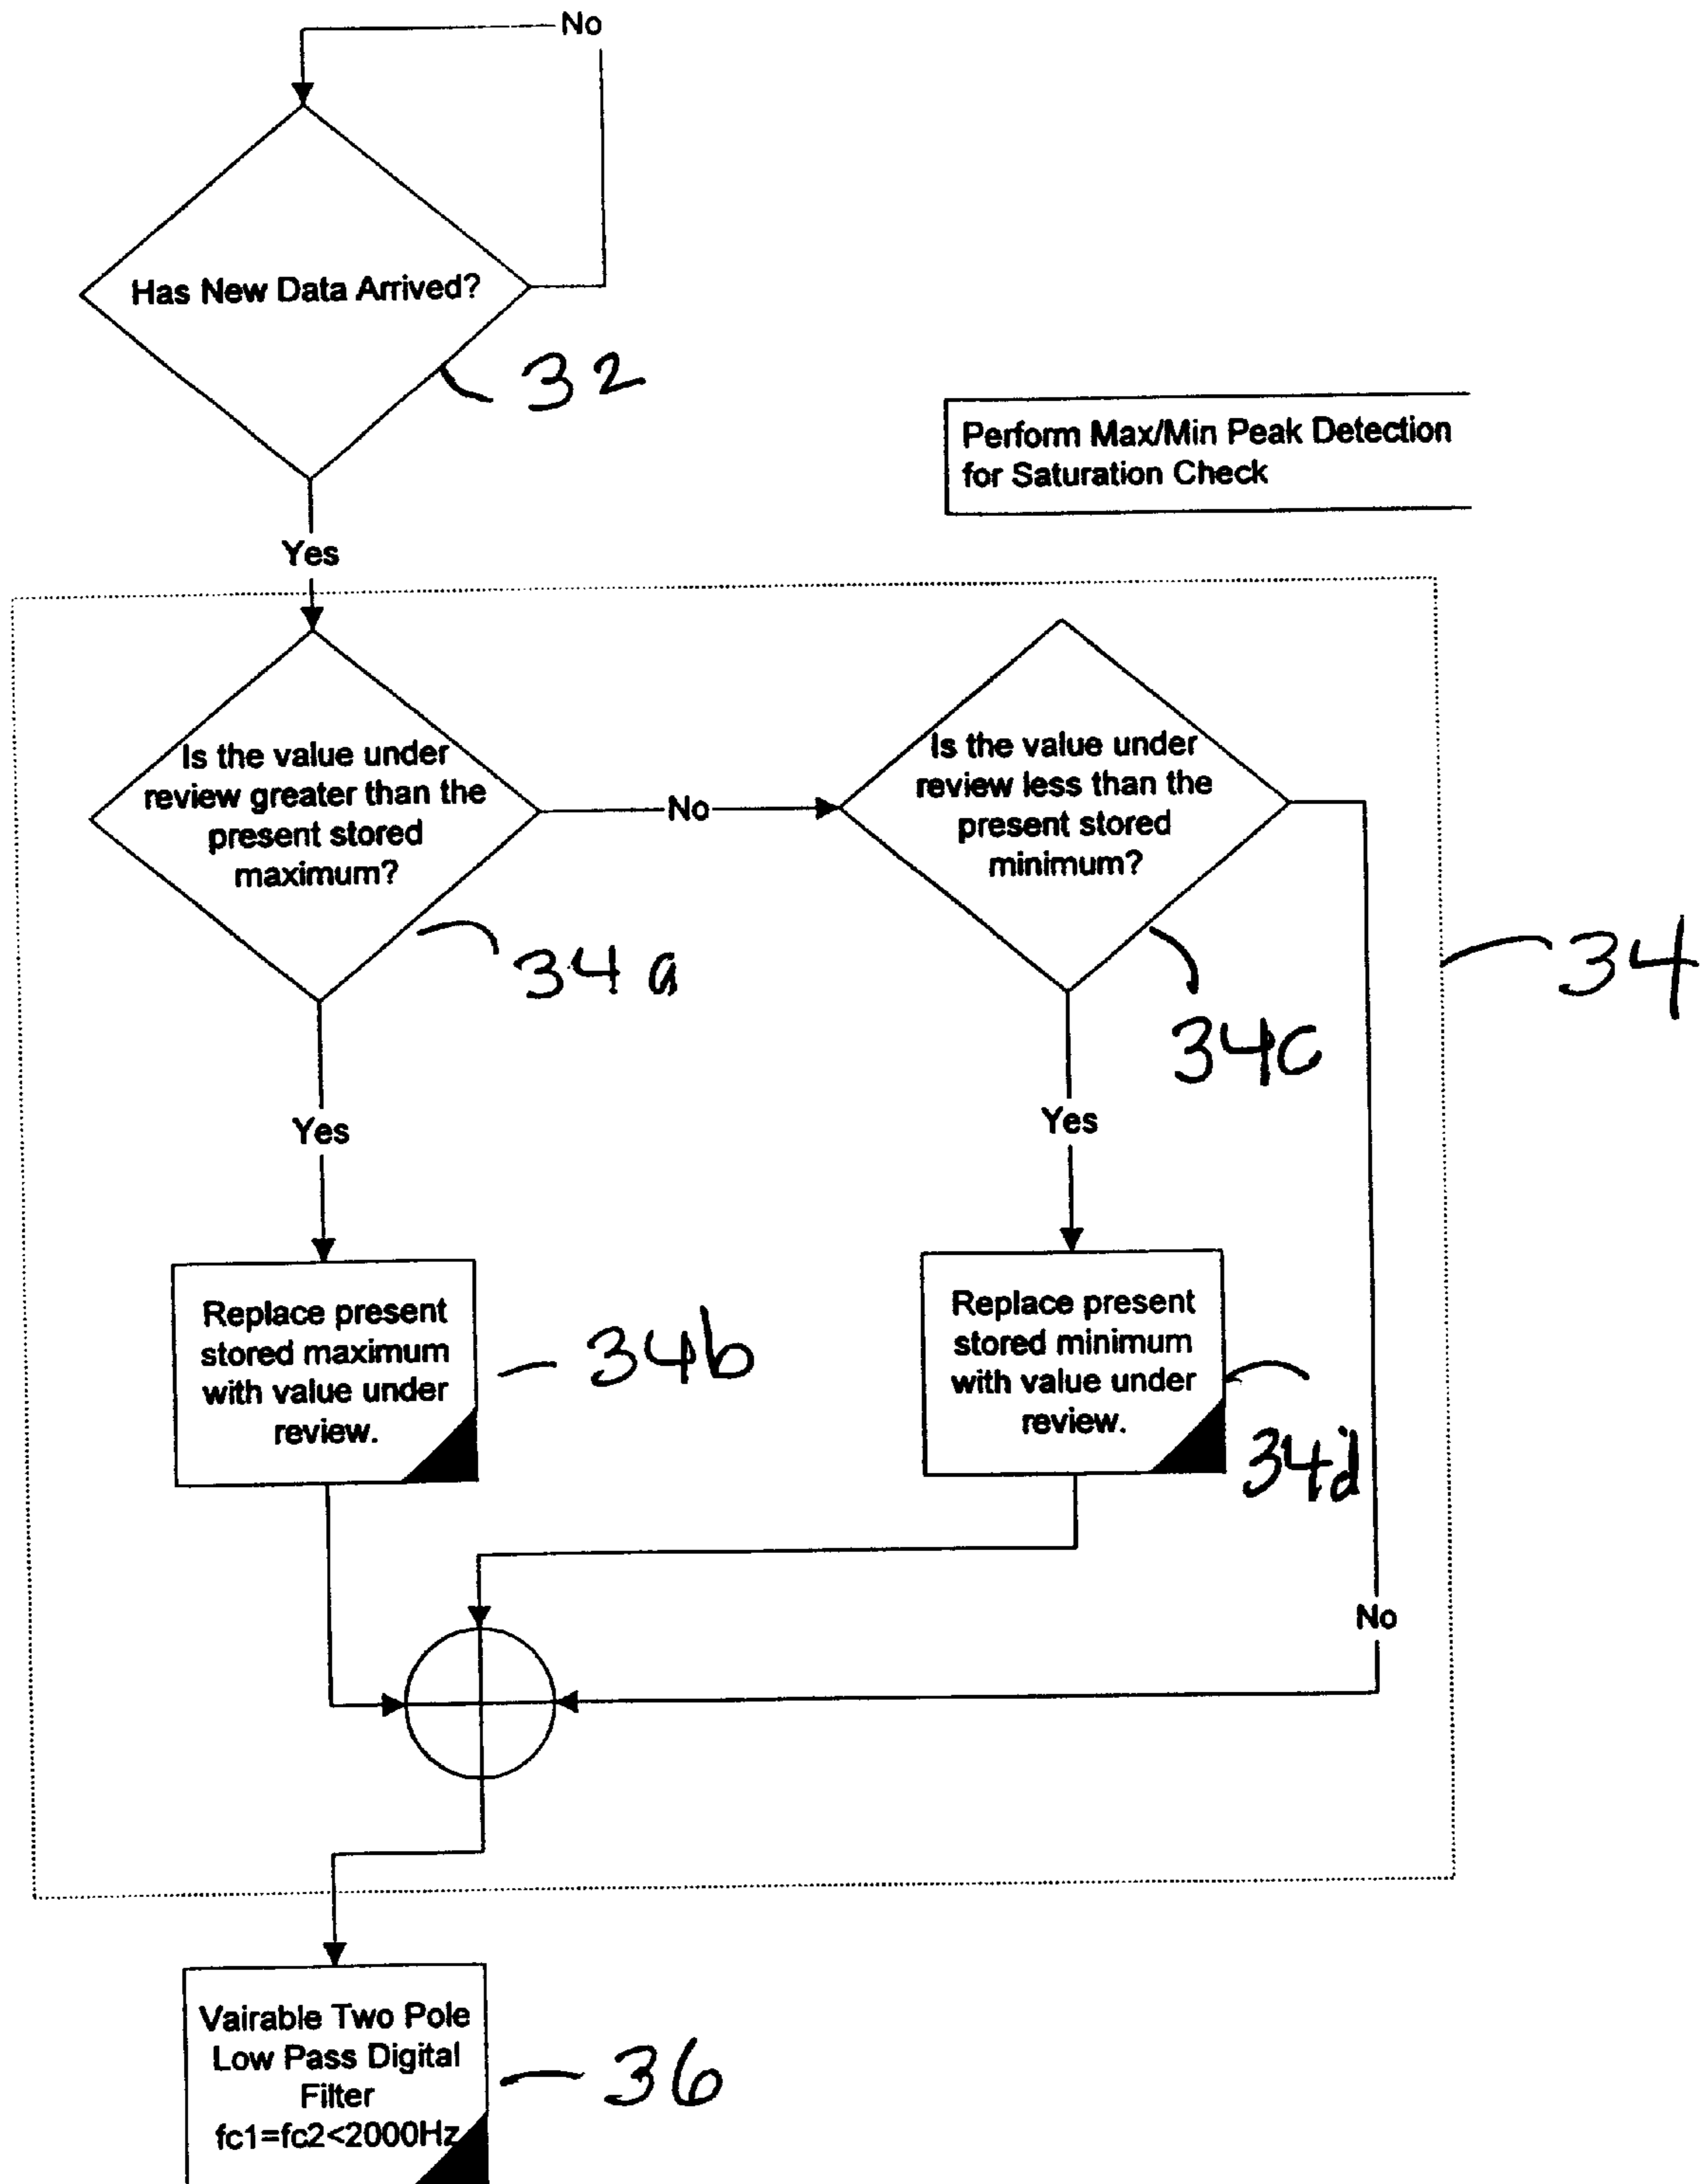 No
Has New Data Arrived?
32
Perform Max/Min Peak Detection
for Saturation Check
Yes
Is the value under
review greater than the
present stored
maximum?
34a
No
Is the value under
review less than the
present stored
minimum?
34c
34
Yes
Yes
Replace present
stored maximum
with value under
review.
34b
Replace present
stored minimum
with value under
review.
34d
No
Vairable Two Pole
Low Pass Digital
Filter
fc1=fc2<2000Hz
36